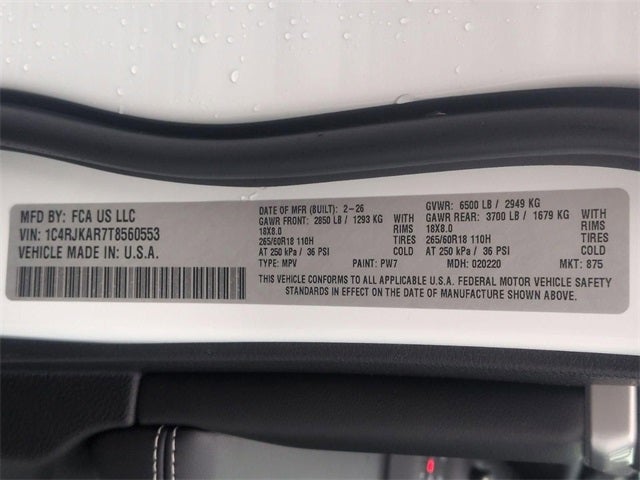 MFD BY: FCA US LLC
VIN: 1C4RJKAR7T8560553
VEHICLE MADE IN: U.S.A.
DATE OF MFR (BUILT): 2-26 GVWR: 6500 LB / 2949 KG
GAWR FRONT: 2850 LB / 1293 KG WITH GAWR REAR: 3700 LB / 1679 KG WITH
18X8.0 RIMS 18X8.0 RIMS
265/60R18 110H TIRES 265/60R18 110H TIRES
AT 250 kPa / 36 PSI COLD AT 250 kPa / 36 PSI COLD
TYPE: MPV PAINT: PW7 MDH: 020220 MKT: 875
THIS VEHICLE CONFORMS TO ALL APPLICABLE U.S.A. FEDERAL MOTOR VEHICLE SAFETY
STANDARDS IN EFFECT ON THE DATE OF MANUFACTURE SHOWN ABOVE.